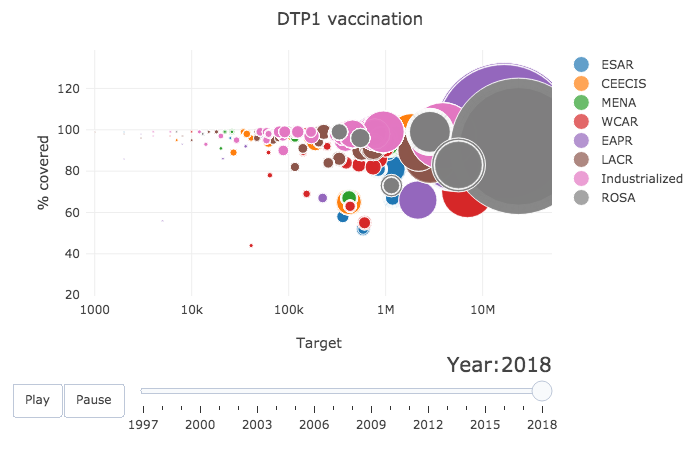 DTP1 vaccination
% covered
120
100
80
60
40
20
1000 10k 100k 1M 10M
Target
ESAR
CEECIS
MENA
WCAR
EAPR
LACR
Industrialized
ROSA
Year:2018
Play Pause
1997 2000 2003 2006 2009 2012 2015 2018